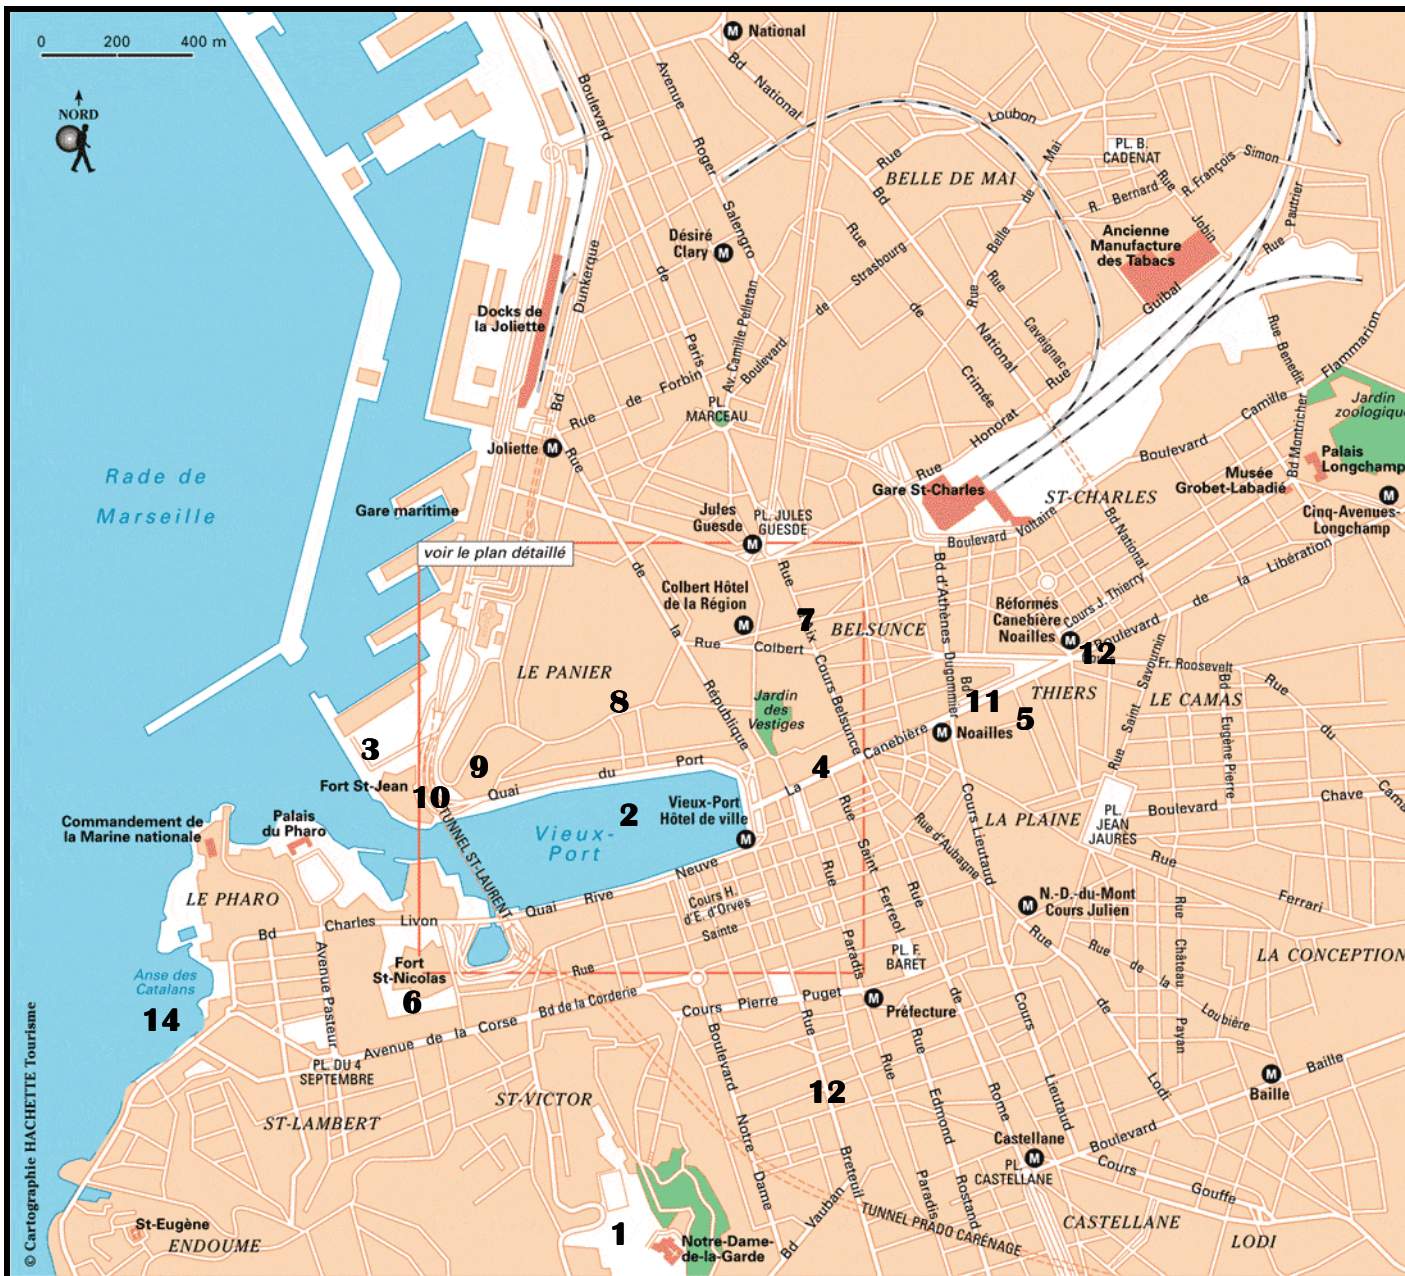 0 200 400 m
NORD
National
Bd National
Avenue Roger Salengro
Boulevard
de
Dunkerque
Loubon
Rue
Bd
National
PL. B.
CADENAT
Mai
de
Belle
Rue
Rue
Jobin
R. François Simon
R. Bernard
BELLE DE MAI
Ancienne
Manufacture
des Tabacs
Guibal
Rue
Pautrier
Désiré
Clary
Rue
de
Crimée
Strasbourg
de
Boulevard
Av. Camille Pelletan
Rue
Cavaignac
Rue
Honorat
Rue
Docks de
la Joliette
Paris
Rue de Forbin
PL.
MARCEAU
Bd
Rue Benedit
Flammarion
Camille
Boulevard
Bd Montricher
Jardin
zoologique
Palais
Longchamp
Musée
Grobet-Labadié
Cinq-Avenues-
Longchamp
Joliette
Rue
de
la
République
Gare St-Charles
ST-CHARLES
Boulevard Voltaire
Bd National
Rade de
Marseille
Gare maritime
Jules
Guesde
PL. JULES
GUESDE
voir le plan détaillé
Rue
Aix
7
Colbert Hôtel
de la Région
Rue Colbert
BELSUNCE
Bd d'Athènes
Dugommier
Bd
Réformés
Canebière
Noailles
Cours J. Thierry
Boulevard de la Libération
12
Fr. Roosevelt
Rue Saint Savournin
LE PANIER
8
Jardin
des
Vestiges
Cours Belsunce
11
THIERS
5
LE CAMAS
Bd Eugène Pierre
Rue du Cama
Noailles
La Canebière
4
3
Fort St-Jean
9
10
Quai du Port
2
Vieux-
Port
Vieux-Port
Hôtel de ville
Commandement de
la Marine nationale
Palais
du Pharo
TUNNEL ST-LAURENT
Rue Saint Ferreol
Rue d'Aubagne
Cours Lieutaud
LA PLAINE
PL.
JEAN
JAURÈS
Boulevard Chave
Rue Ferrari
LE PHARO
Bd Charles Livon
Quai Rive Neuve
Cours H.
d'E. d'Orves
Sainte
Rue
Rue Paradis
Rue
de
Rome
N.-D.-du-Mont
Cours Julien
PL. F.
BARET
Rue
de
Lodi
Rue de la Loubière
Rue Château Payan
LA CONCEPTION
Anse des
Catalans
14
Avenue Pasteur
Fort
St-Nicolas
6
Bd de la Corderie
Cours Pierre Puget
Préfecture
Avenue de la Corse
PL. DU 4
SEPTEMBRE
Boulevard Notre Dame
Rue Breteuil
Rue Paradis
Rue Edmond Rostand
Cours Lieutaud
Baille
Boulevard Baille
ST-VICTOR
12
ST-LAMBERT
Castellane
PL.
CASTELLANE
Cours Gouffe
St-Eugène
ENDOUME
1
Notre-Dame-
de-la-Garde
Bd Vauban
TUNNEL PRADO CARÉNAGE
CASTELLANE
LODI
© Cartographie HACHETTE Tourisme